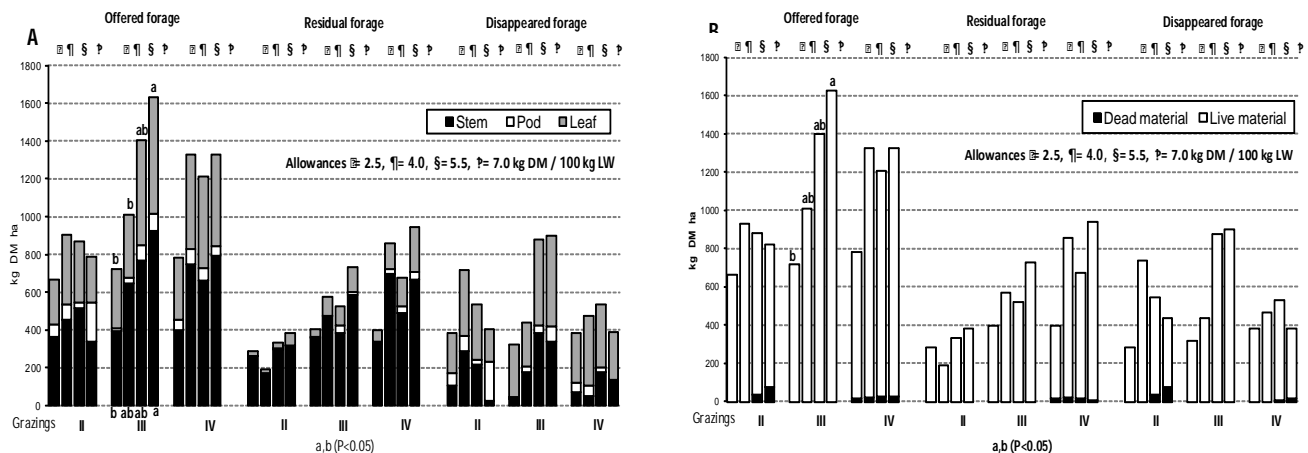 Offered forage
Residual forage
Disappeared forage
A
⍰ ¶ § ‽
⍰ ¶ § ‽
⍰ ¶ § ‽
1800
1600
1400
1200
1000
800
600
400
200
0
kg DM ha
Stem Pod Leaf
Allowances ⍰= 2.5, ¶= 4.0, §= 5.5, ‽= 7.0 kg DM / 100 kg LW
b
b
ab
a
b ab ab a
Grazings II III IV II III IV II III IV
a,b (P<0.05)
Offered forage
Residual forage
Disappeared forage
B
⍰ ¶ § ‽
⍰ ¶ § ‽
⍰ ¶ § ‽
1800
1600
1400
1200
1000
800
600
400
200
0
kg DM ha
Dead material Live material
Allowances ⍰= 2.5, ¶= 4.0, §= 5.5, ‽= 7.0 kg DM / 100 kg LW
b
ab
ab
a
Grazings II III IV II III IV II III IV
a,b (P<0.05)